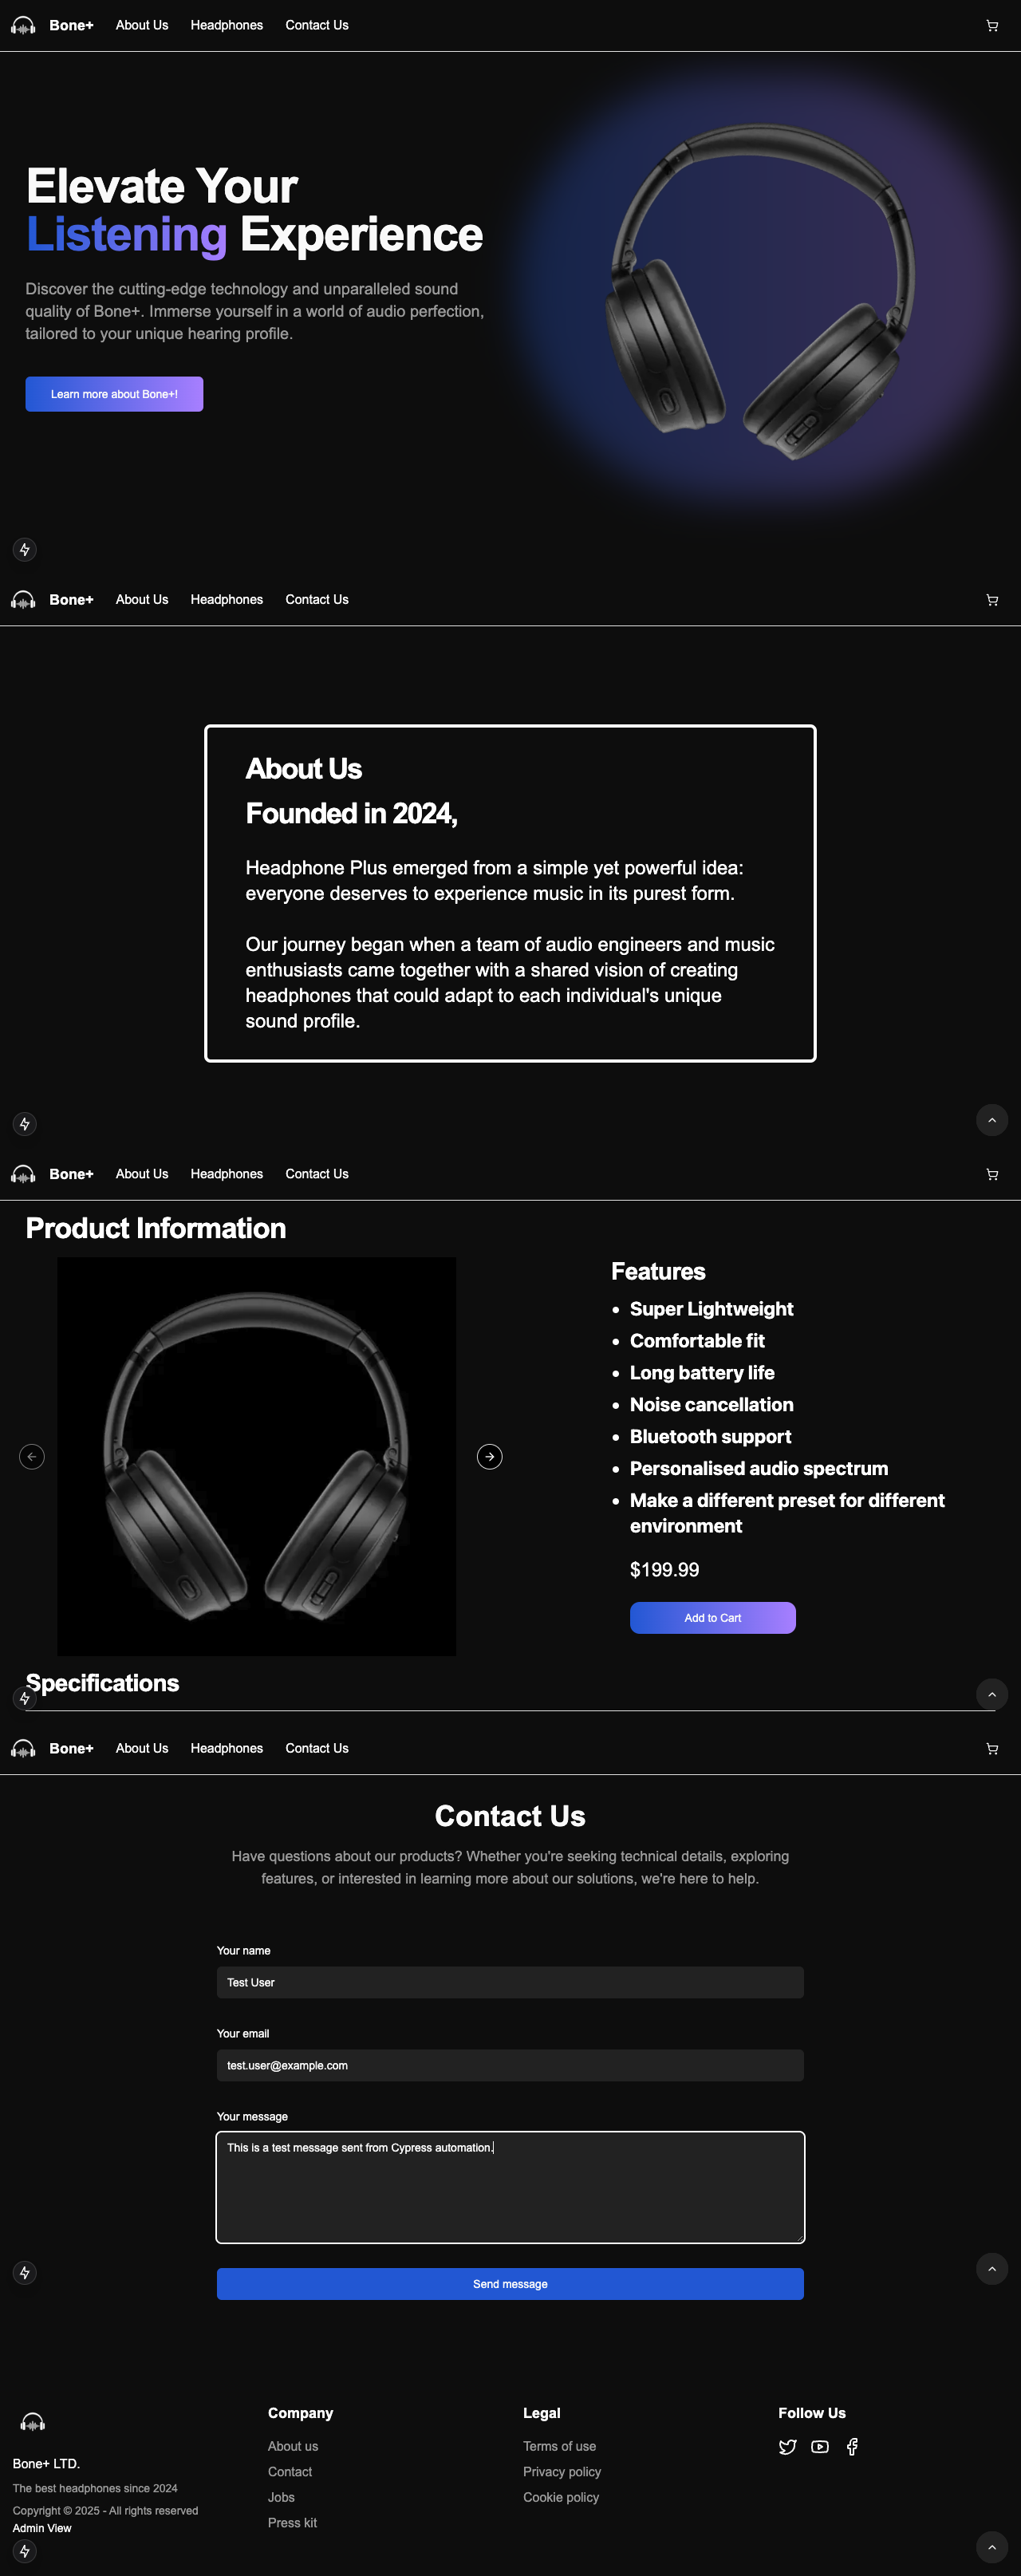 Bone+ About Us Headphones Contact Us
Elevate Your
Listening Experience
Discover the cutting-edge technology and unparalleled sound
quality of Bone+. Immerse yourself in a world of audio perfection,
tailored to your unique hearing profile.
Learn more about Bone+!
Bone+ About Us Headphones Contact Us
About Us
Founded in 2024,
Headphone Plus emerged from a simple yet powerful idea:
everyone deserves to experience music in its purest form.
Our journey began when a team of audio engineers and music
enthusiasts came together with a shared vision of creating
headphones that could adapt to each individual's unique
sound profile.
Bone+ About Us Headphones Contact Us
Product Information
Features
• Super Lightweight
• Comfortable fit
• Long battery life
• Noise cancellation
• Bluetooth support
• Personalised audio spectrum
• Make a different preset for different
environment
$199.99
Add to Cart
Specifications
Bone+ About Us Headphones Contact Us
Contact Us
Have questions about our products? Whether you're seeking technical details, exploring
features, or interested in learning more about our solutions, we're here to help.
Your name
Test User
Your email
test.user@example.com
Your message
This is a test message sent from Cypress automation.
Send message
Bone+ LTD.
The best headphones since 2024
Copyright © 2025 - All rights reserved
Admin View
Company
About us
Contact
Jobs
Press kit
Legal
Terms of use
Privacy policy
Cookie policy
Follow Us